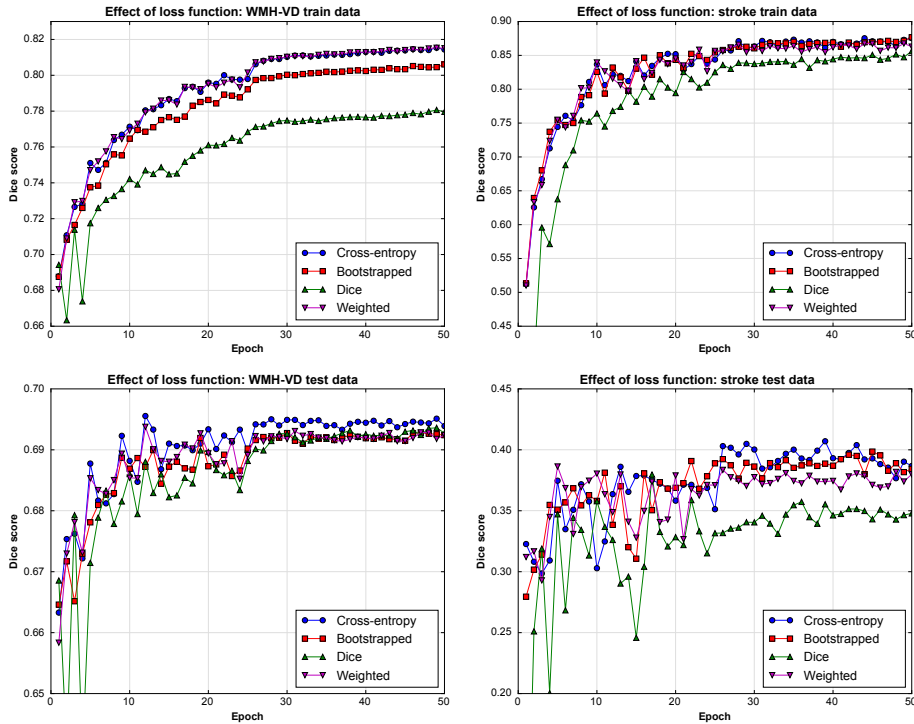 Effect of loss function: WMH-VD train data
Dice score
0.82
0.80
0.78
0.76
0.74
0.72
0.70
0.68
0.66
0 10 20 30 40 50
Epoch
Cross-entropy
Bootstrapped
Dice
Weighted
Effect of loss function: stroke train data
Dice score
0.90
0.85
0.80
0.75
0.70
0.65
0.60
0.55
0.50
0.45
0 10 20 30 40 50
Epoch
Cross-entropy
Bootstrapped
Dice
Weighted
Effect of loss function: WMH-VD test data
Dice score
0.70
0.69
0.68
0.67
0.66
0.65
0 10 20 30 40 50
Epoch
Cross-entropy
Bootstrapped
Dice
Weighted
Effect of loss function: stroke test data
Dice score
0.45
0.40
0.35
0.30
0.25
0.20
0 10 20 30 40 50
Epoch
Cross-entropy
Bootstrapped
Dice
Weighted